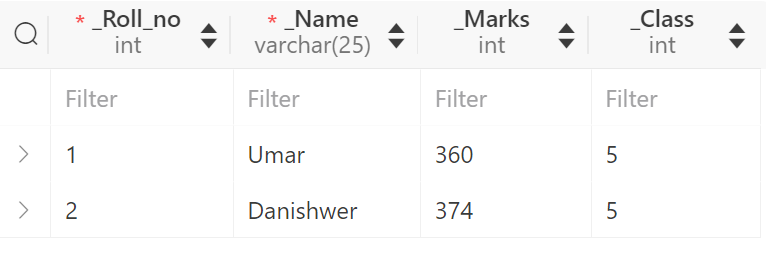 * _Roll_no * _Name _Marks _Class
int varchar(25) int int
Filter Filter Filter Filter
1 Umar 360 5
2 Danishwer 374 5